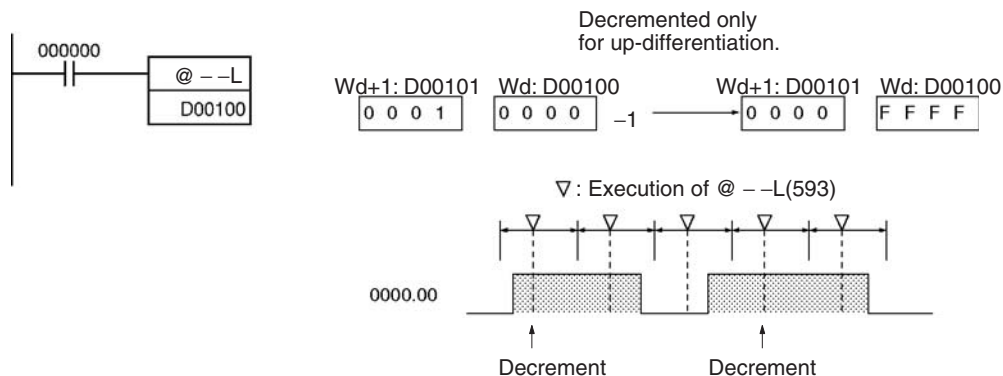 000000
@ – –L
D00100
Decremented only
for up-differentiation.
Wd+1: D00101 Wd: D00100 Wd+1: D00101 Wd: D00100
0 0 0 1 0 0 0 0 –1 0 0 0 0 F F F F
▽ : Execution of @ – –L(593)
0000.00
Decrement Decrement